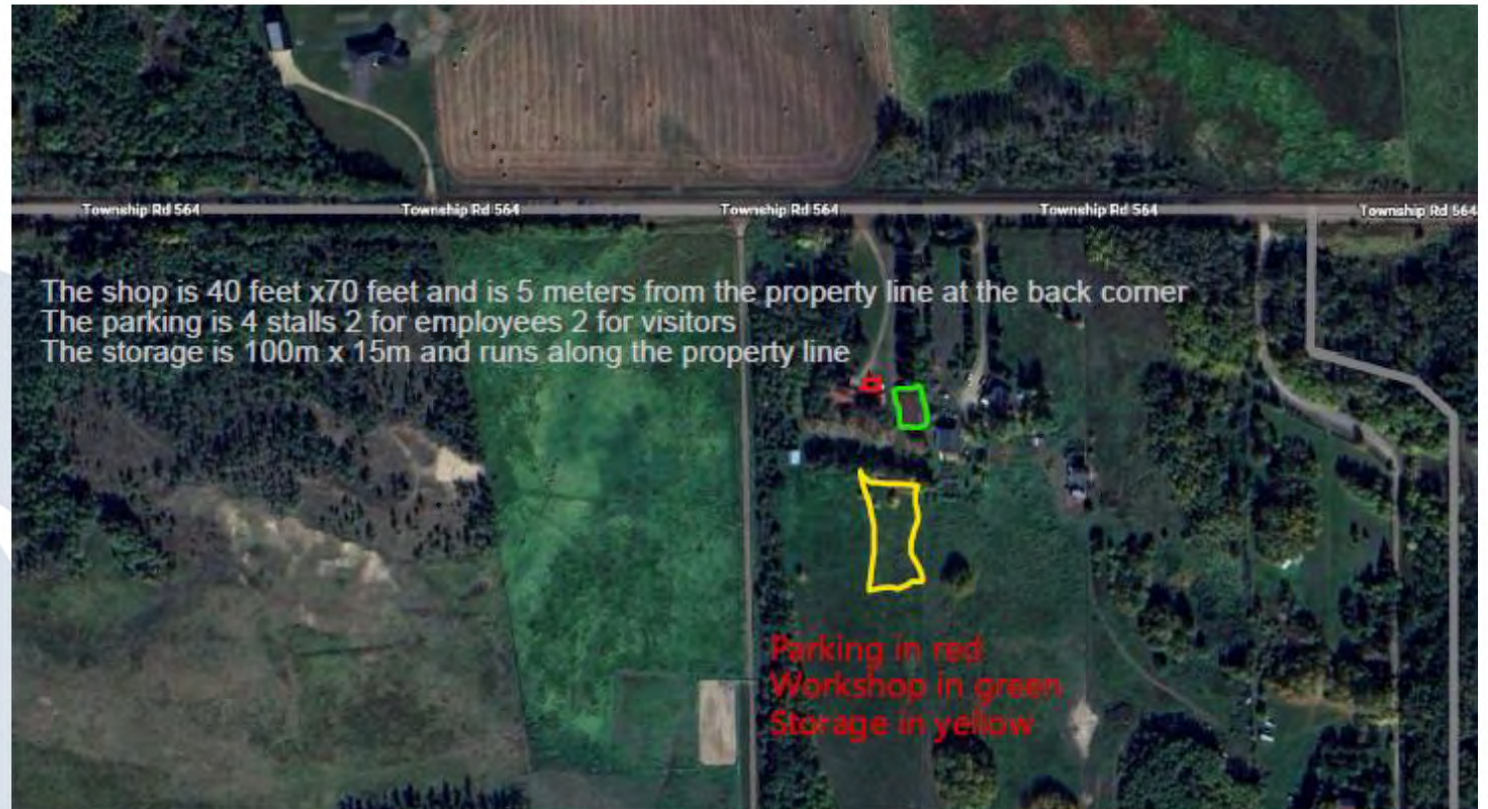 Township Rd 564 Township Rd 564 Township Rd 564 Township Rd 564 Township Rd 564
The shop is 40 feet x70 feet and is 5 meters from the property line at the back corner
The parking is 4 stalls 2 for employees 2 for visitors
The storage is 100m x 15m and runs along the property line
Parking in red
Workshop in green
Storage in yellow